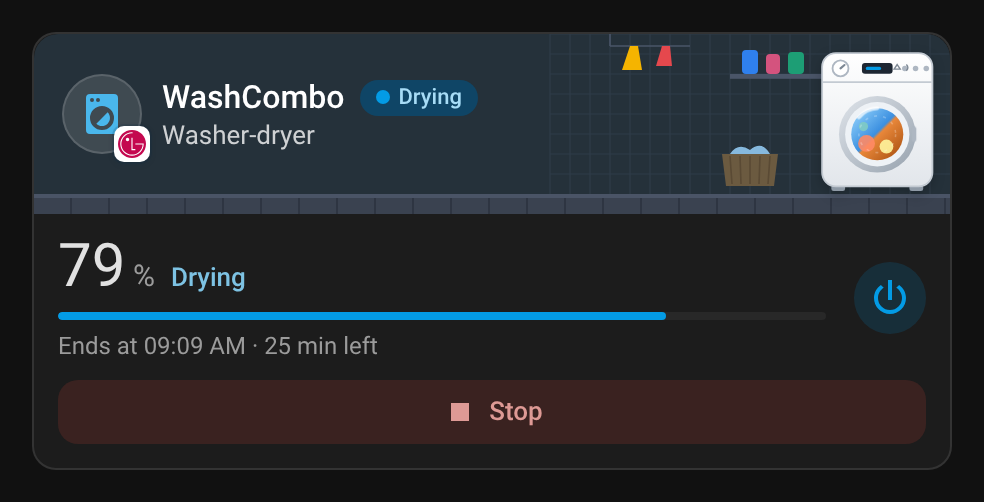 WashCombo
Drying
Washer-dryer
LG
79 % Drying
Ends at 09:09 AM · 25 min left
Stop